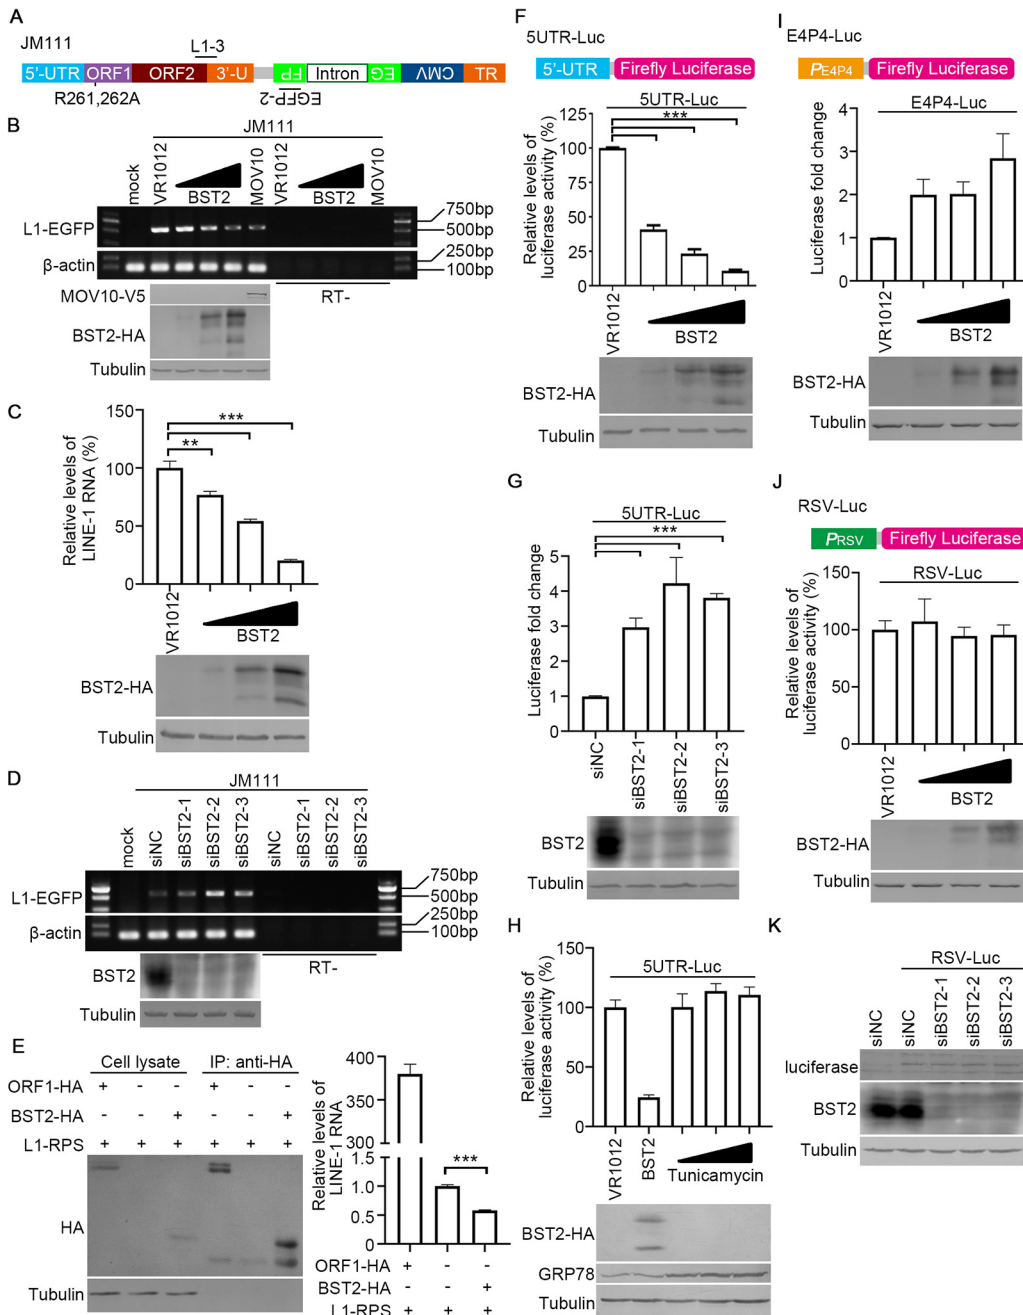 A
JM111
L1-3
5'-UTR ORF1 ORF2 3'-U FP Intron EG CMV TR
R261,262A
EGFP-2
B
JM111
mock
VR1012
BST2
MOV10
VR1012
BST2
MOV10
L1-EGFP
750bp
500bp
β-actin
250bp
100bp
MOV10-V5
RT-
BST2-HA
Tubulin
C
Relative levels of
LINE-1 RNA (%)
150
100
50
0
**
***
VR1012
BST2
BST2-HA
Tubulin
D
JM111
mock
siNC
siBST2-1
siBST2-2
siBST2-3
siNC
siBST2-1
siBST2-2
siBST2-3
L1-EGFP
750bp
500bp
β-actin
250bp
100bp
BST2
RT-
Tubulin
E
Cell lysate IP: anti-HA
ORF1-HA + - - + - -
BST2-HA - - + - - +
L1-RPS + + + + + +
HA
Tubulin
Relative levels of
LINE-1 RNA
400
350
300
1.5
1.0
0.5
0.0
***
ORF1-HA + - -
BST2-HA - - +
L1-RPS + + +
F
5UTR-Luc
5'-UTR Firefly Luciferase
5UTR-Luc
***
Relative levels of
luciferase activity (%)
125
100
75
50
25
0
VR1012
BST2
BST2-HA
Tubulin
G
5UTR-Luc
***
Luciferase fold change
5
4
3
2
1
0
siNC
siBST2-1
siBST2-2
siBST2-3
BST2
Tubulin
H
5UTR-Luc
Relative levels of
luciferase activity (%)
150
100
50
0
VR1012
BST2
Tunicamycin
BST2-HA
GRP78
Tubulin
I
E4P4-Luc
PE4P4 Firefly Luciferase
E4P4-Luc
Luciferase fold change
4
3
2
1
0
VR1012
BST2
BST2-HA
Tubulin
J
RSV-Luc
PRSV Firefly Luciferase
RSV-Luc
Relative levels of
luciferase activity (%)
150
100
50
0
VR1012
BST2
BST2-HA
Tubulin
K
RSV-Luc
siNC
siNC
siBST2-1
siBST2-2
siBST2-3
luciferase
BST2
Tubulin